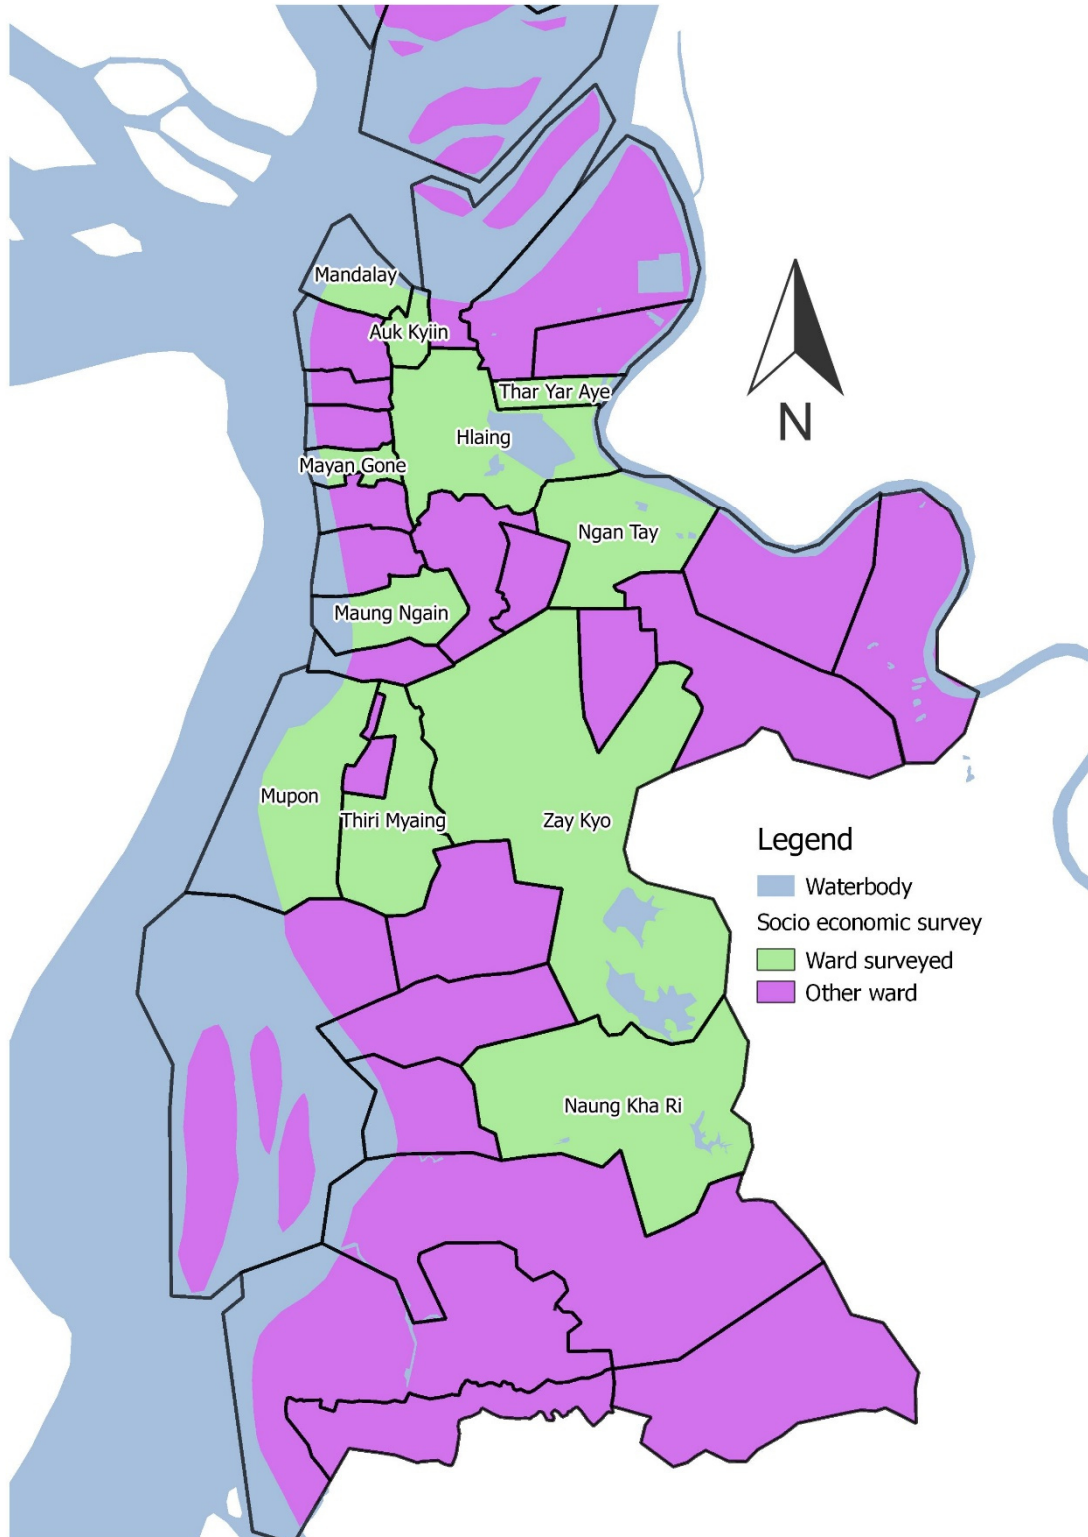 Mandalay
Auk Kyiin
Thar Yar Aye
Hlaing
Mayan Gone
Ngan Tay
Maung Ngain
Mupon
Thiri Myaing
Zay Kyo
Naung Kha Ri
N
Legend
Waterbody
Socio economic survey
Ward surveyed
Other ward